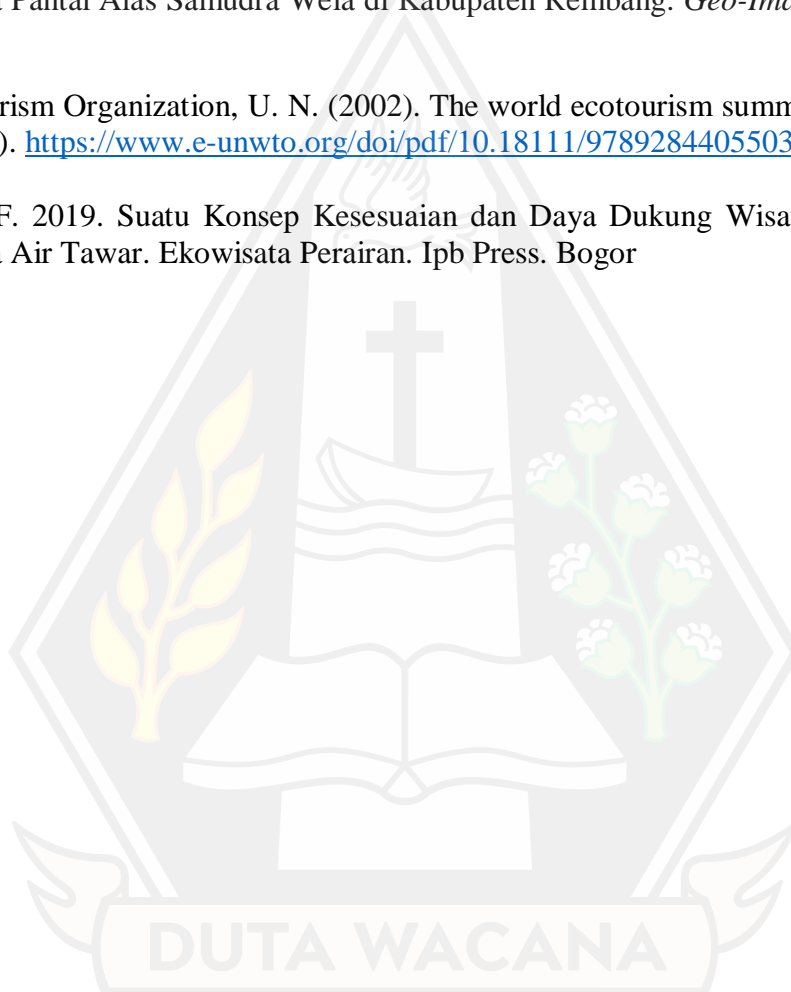 Pantai Alas Samudra Wela di Kabupaten Rembang. Geo-Ima
rism Organization, U. N. (2002). The world ecotourism summ
). https://www.e-unwto.org/doi/pdf/10.18111/9789284405503
F. 2019. Suatu Konsep Kesesuaian dan Daya Dukung Wisa
Air Tawar. Ekowisata Perairan. Ipb Press. Bogor
DUTA WACANA